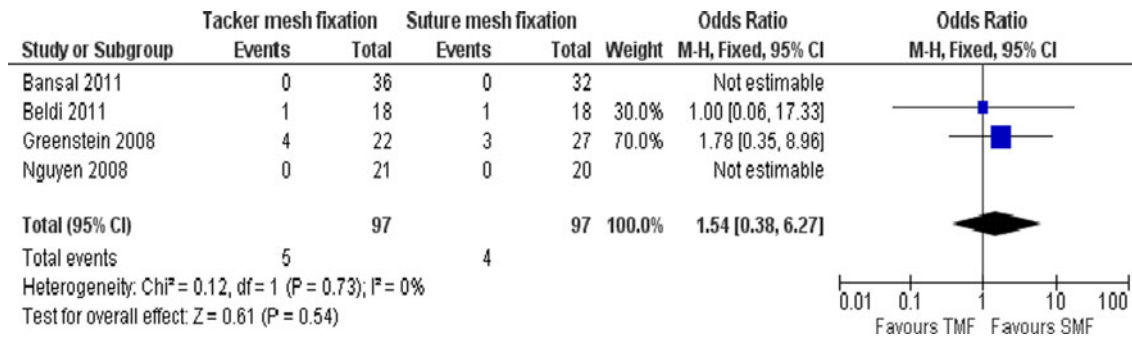 Tacker mesh fixation Suture mesh fixation Odds Ratio Odds Ratio
Study or Subgroup Events Total Events Total Weight M-H, Fixed, 95% CI M-H, Fixed, 95% CI
Bansal 2011 0 36 0 32 Not estimable
Beldi 2011 1 18 1 18 30.0% 1.00 [0.06, 17.33]
Greenstein 2008 4 22 3 27 70.0% 1.78 [0.35, 8.96]
Nguyen 2008 0 21 0 20 Not estimable
Total (95% CI) 97 97 100.0% 1.54 [0.38, 6.27]
Total events 5 4
Heterogeneity: Chi² = 0.12, df = 1 (P = 0.73); I² = 0%
Test for overall effect: Z = 0.61 (P = 0.54)
0.01 0.1 1 10 100
Favours TMF Favours SMF